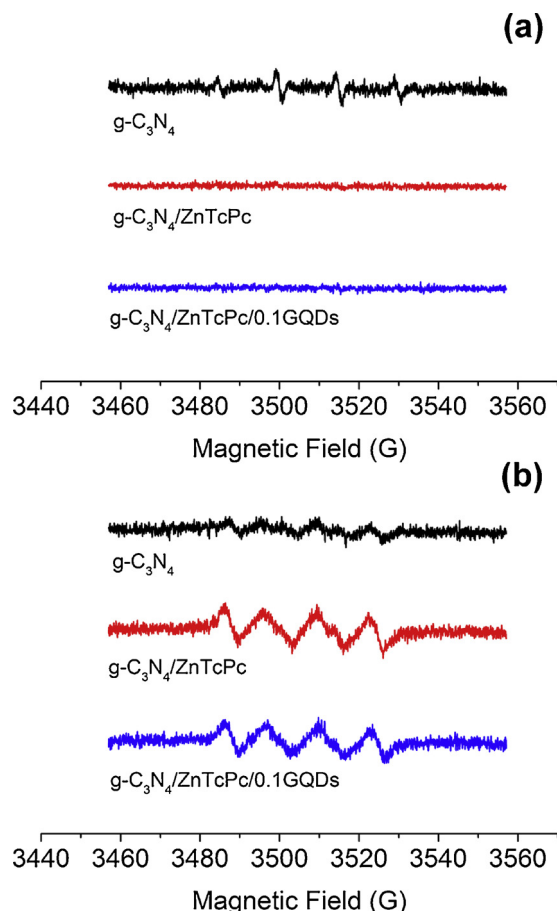 (a)
g-C₃N₄
g-C₃N₄/ZnTcPc
g-C₃N₄/ZnTcPc/0.1GQDs
3440 3460 3480 3500 3520 3540 3560
Magnetic Field (G)
(b)
g-C₃N₄
g-C₃N₄/ZnTcPc
g-C₃N₄/ZnTcPc/0.1GQDs
3440 3460 3480 3500 3520 3540 3560
Magnetic Field (G)